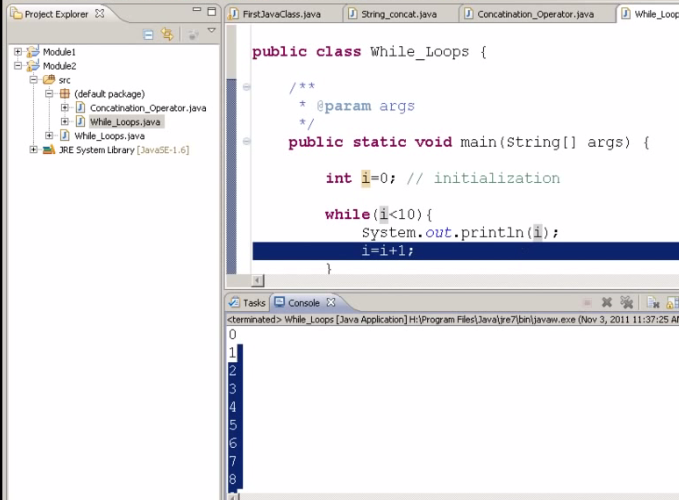 Project Explorer
Module1
Module2
src
(default package)
Concatination_Operator.java
While_Loops.java
While_Loops.java
JRE System Library [JavaSE-1.6]
FirstJavaClass.java String_concat.java Concatination_Operator.java While_Loops
public class While_Loops {
/**
* @param args
*/
public static void main(String[] args) {
int i=0; // initialization
while(i<10){
System.out.println(i);
i=i+1;
}
Tasks Console
<terminated> While_Loops [Java Application] H:\Program Files\Java\jre7\bin\javaw.exe (Nov 3, 2011 11:37:25 AM
0
1
2
3
4
5
6
7
8